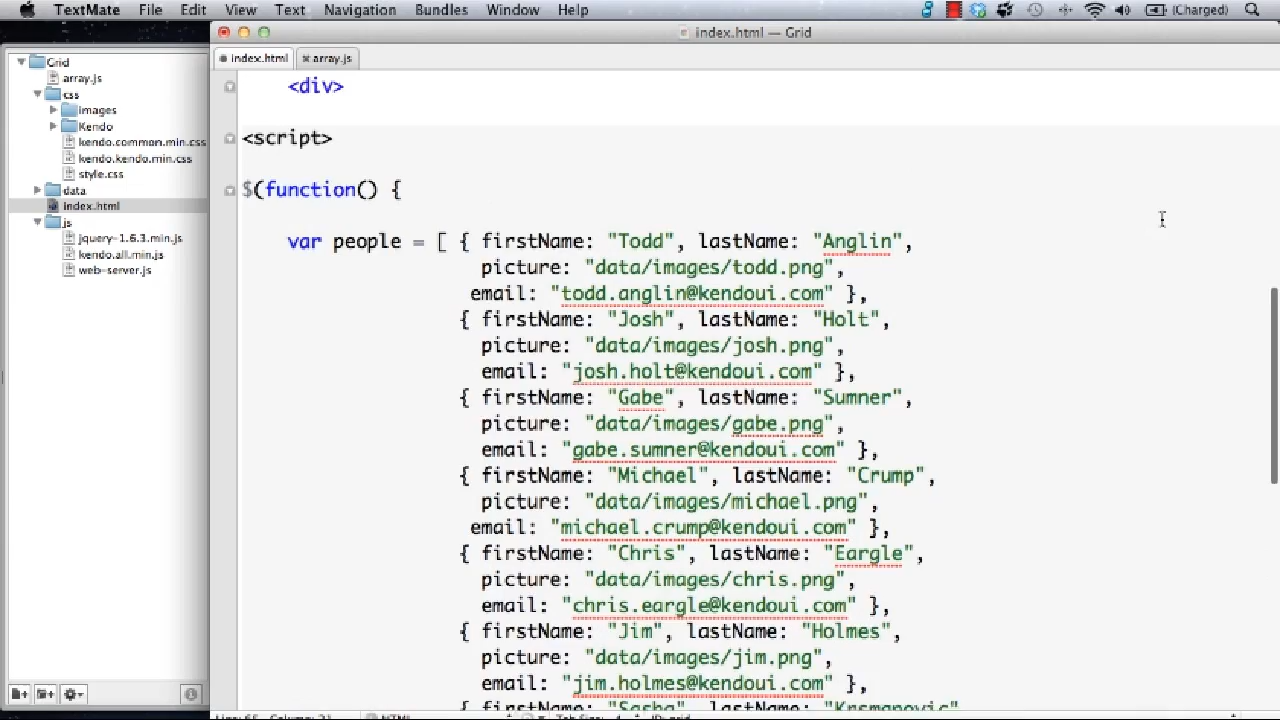 TextMate File Edit View Text Navigation Bundles Window Help (Charged)
index.html — Grid
index.html array.js
Grid
array.js
css
images
Kendo
kendo.common.min.css
kendo.kendo.min.css
style.css
data
index.html
js
jquery-1.6.3.min.js
kendo.all.min.js
web-server.js
<div>
<script>
$(function() {
var people = [ { firstName: "Todd", lastName: "Anglin",
picture: "data/images/todd.png",
email: "todd.anglin@kendoui.com" },
{ firstName: "Josh", lastName: "Holt",
picture: "data/images/josh.png",
email: "josh.holt@kendoui.com" },
{ firstName: "Gabe", lastName: "Sumner",
picture: "data/images/gabe.png",
email: "gabe.sumner@kendoui.com" },
{ firstName: "Michael", lastName: "Crump",
picture: "data/images/michael.png",
email: "michael.crump@kendoui.com" },
{ firstName: "Chris", lastName: "Eargle",
picture: "data/images/chris.png",
email: "chris.eargle@kendoui.com" },
{ firstName: "Jim", lastName: "Holmes",
picture: "data/images/jim.png",
email: "jim.holmes@kendoui.com" },
{ firstName: "Sasha", lastName: "Krsmanovic"